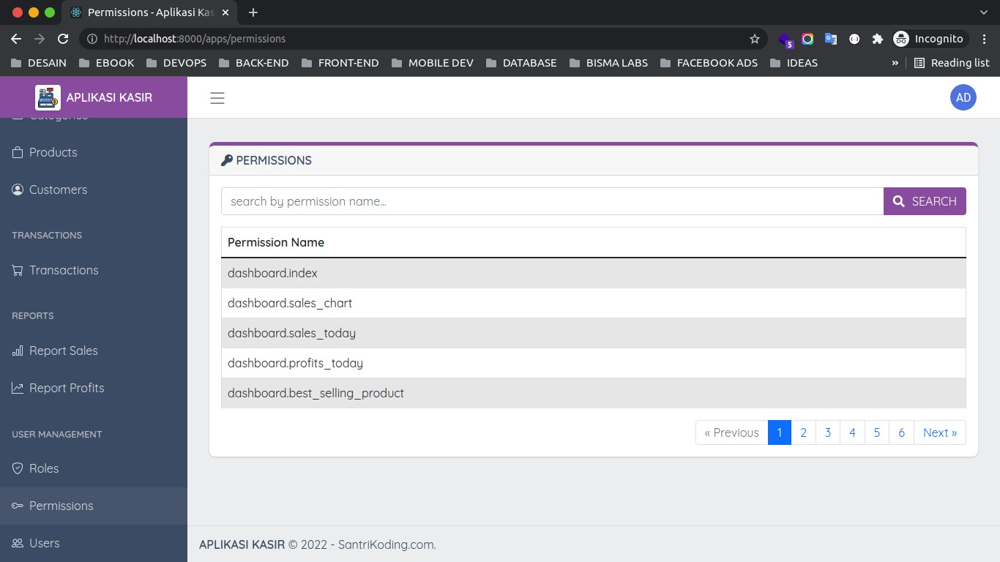 Permissions - Aplikasi Kas
http://localhost:8000/apps/permissions
5
Incognito
DESAIN
EBOOK
DEVOPS
BACK-END
FRONT-END
MOBILE DEV
DATABASE
BISMA LABS
FACEBOOK ADS
IDEAS
»
Reading list
APLIKASI KASIR
AD
Categories
Products
Customers
TRANSACTIONS
Transactions
REPORTS
Report Sales
Report Profits
USER MANAGEMENT
Roles
Permissions
Users
PERMISSIONS
search by permission name...
SEARCH
Permission Name
dashboard.index
dashboard.sales_chart
dashboard.sales_today
dashboard.profits_today
dashboard.best_selling_product
« Previous 1 2 3 4 5 6 Next »
APLIKASI KASIR © 2022 - SantriKoding.com.